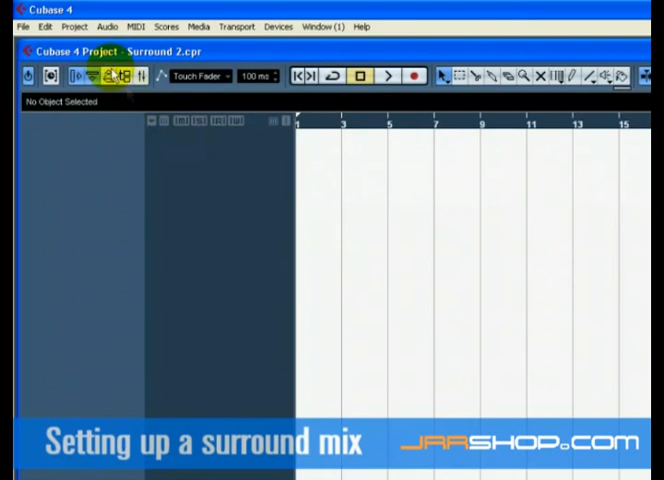 Cubase 4
File Edit Project Audio MIDI Scores Media Transport Devices Window (1) Help
Cubase 4 Project - Surround 2.cpr
Touch Fader 100 ms
No Object Selected
1 3 5 7 9 11 13 15
Setting up a surround mix JRRSHOP.COM